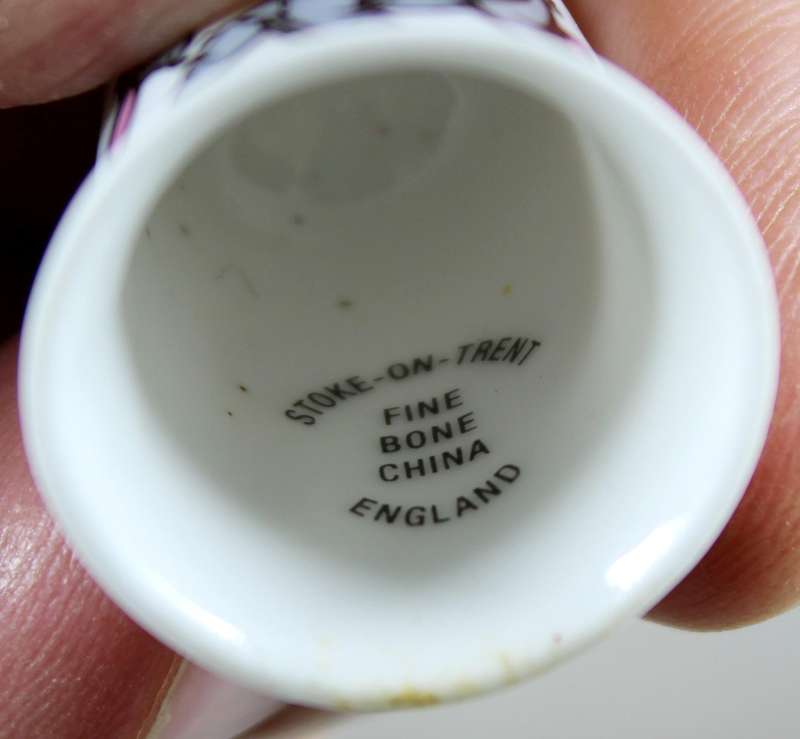 STOKE-ON-TRENT
FINE
BONE
CHINA
ENGLAND